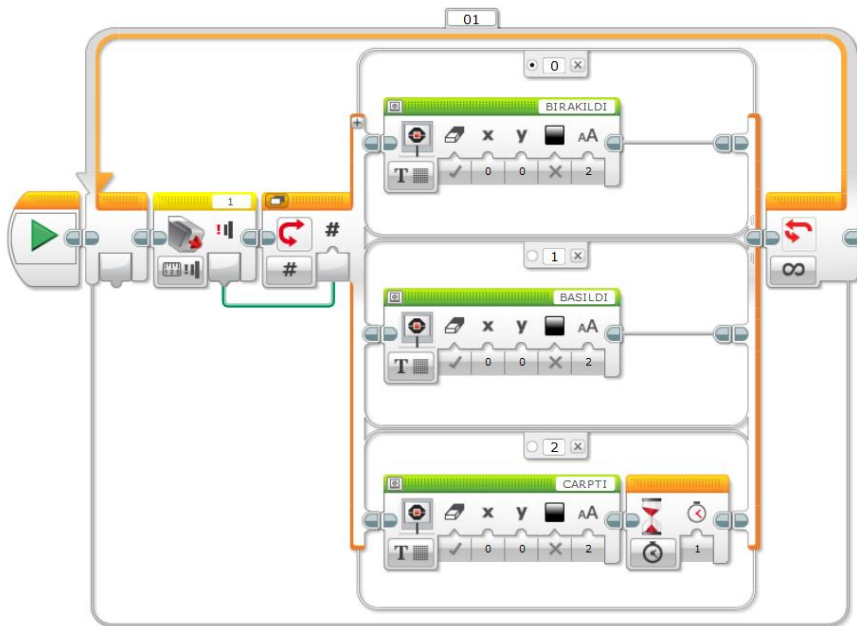 01
0
BIRAKILDI
x y AA
T 0 0 2
1
#
#
∞
1
BASILDI
x y AA
T 0 0 2
2
CARPTI
x y AA
T 0 0 2 1